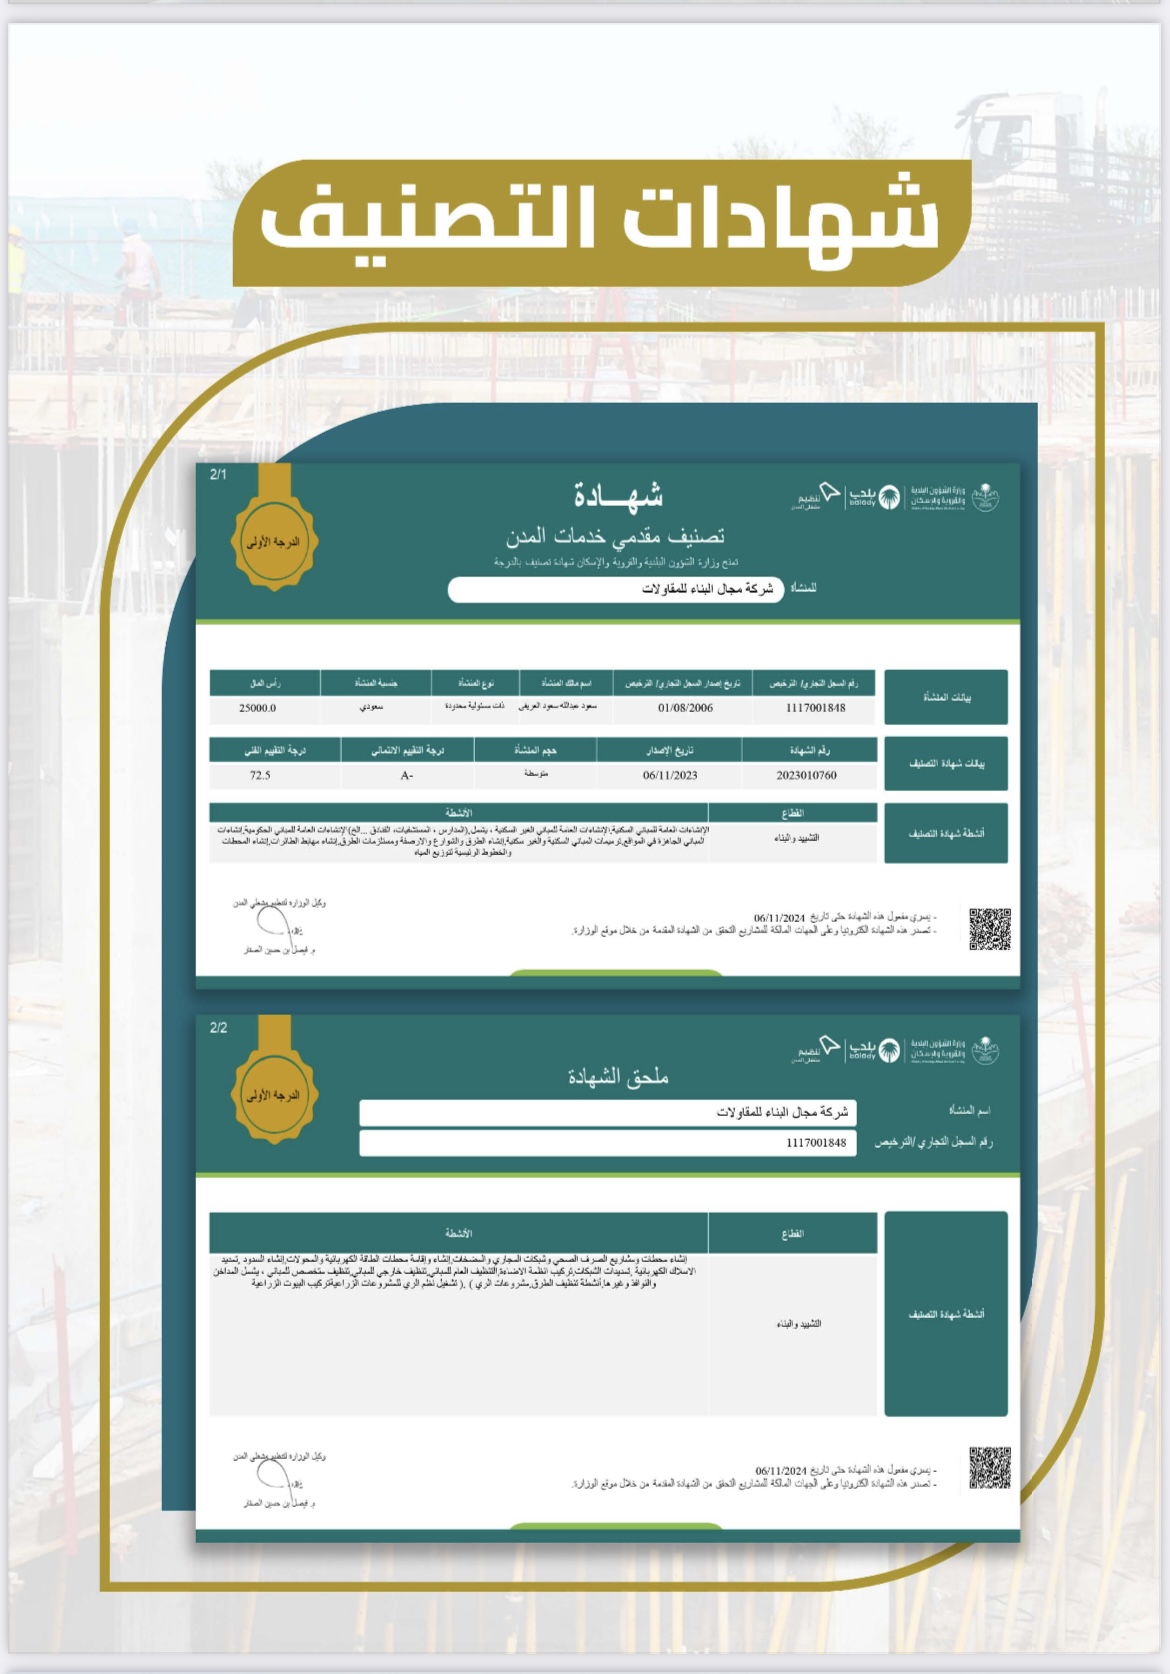 شهادات التصنيف
2/1
الدرجة الأولى
شهـــادة
وزارة الشؤون البلدية
والقروية والإسكان
بلدي
balady
تصنيف مقدمي خدمات المدن
تمنح وزارة الشؤون البلدية والقروية والإسكان شهادة تصنيف بالدرجة
للمنشأة شركة مجال البناء للمقاولات
بيانات المنشأة
رقم السجل التجاري/ الترخيص تاريخ إصدار السجل التجاري/ الترخيص اسم مالك المنشأة نوع المنشأة جنسية المنشأة رأس المال
1117001848 01/08/2006 سعود عبدالله سعود العريفي ذات مسئولية محدودة سعودي 25000.0
بيانات شهادة التصنيف
رقم الشهادة تاريخ الإصدار حجم المنشأة درجة التقييم الائتماني درجة التقييم الفني
2023010760 06/11/2023 متوسطة A- 72.5
أنشطة شهادة التصنيف
القطاع الأنشطة
التشييد والبناء
الإنشاءات العامة للمباني السكنية,الإنشاءات العامة للمباني الغير السكنية ، يشمل,(المدارس ، المستشفيات، الفنادق ...الخ)الإنشاءات العامة للمباني الحكومية,إنشاءات
المباني الجاهزة في المواقع,ترميمات المباني السكنية والغير سكنية,إنشاء الطرق والشوارع والارصفة ومستلزمات الطرق,إنشاء مهابط الطائرات,إنشاء المحطات
والخطوط الرئيسية لتوزيع المياه
- يسري مفعول هذه الشهادة حتى تاريخ 06/11/2024
- تصدر هذه الشهادة الكترونيا وعلى الجهات المالكة للمشاريع التحقق من الشهادة المقدمة من خلال موقع الوزارة.
وكيل الوزارة لتنظيم مشغلي المدن
م. فيصل بن حسين الصفار
2/2
الدرجة الأولى
وزارة الشؤون البلدية
والقروية والإسكان
بلدي
balady
ملحق الشهادة
اسم المنشأة شركة مجال البناء للمقاولات
رقم السجل التجاري /الترخيص 1117001848
أنشطة شهادة التصنيف
القطاع الأنشطة
التشييد والبناء
إنشاء محطات ومشاريع الصرف الصحي وشبكات المجاري والمضخات,إنشاء وإقامة محطات الطاقة الكهربائية والمحولات,إنشاء السدود ,تمديد
الاسلاك الكهربائية ,تمديدات الشبكات,تركيب انظمة الاضاءة,التنظيف العام للمباني,تنظيف خارجي للمباني,تنظيف متخصص للمباني ، يشمل المداخن
والنوافذ وغيرها,أنشطة تنظيف الطرق,مشروعات الري ) ,( تشغيل نظم الري للمشروعات الزراعية,تركيب البيوت الزراعية
- يسري مفعول هذه الشهادة حتى تاريخ 06/11/2024
- تصدر هذه الشهادة الكترونيا وعلى الجهات المالكة للمشاريع التحقق من الشهادة المقدمة من خلال موقع الوزارة.
وكيل الوزارة لتنظيم مشغلي المدن
م. فيصل بن حسين الصفار